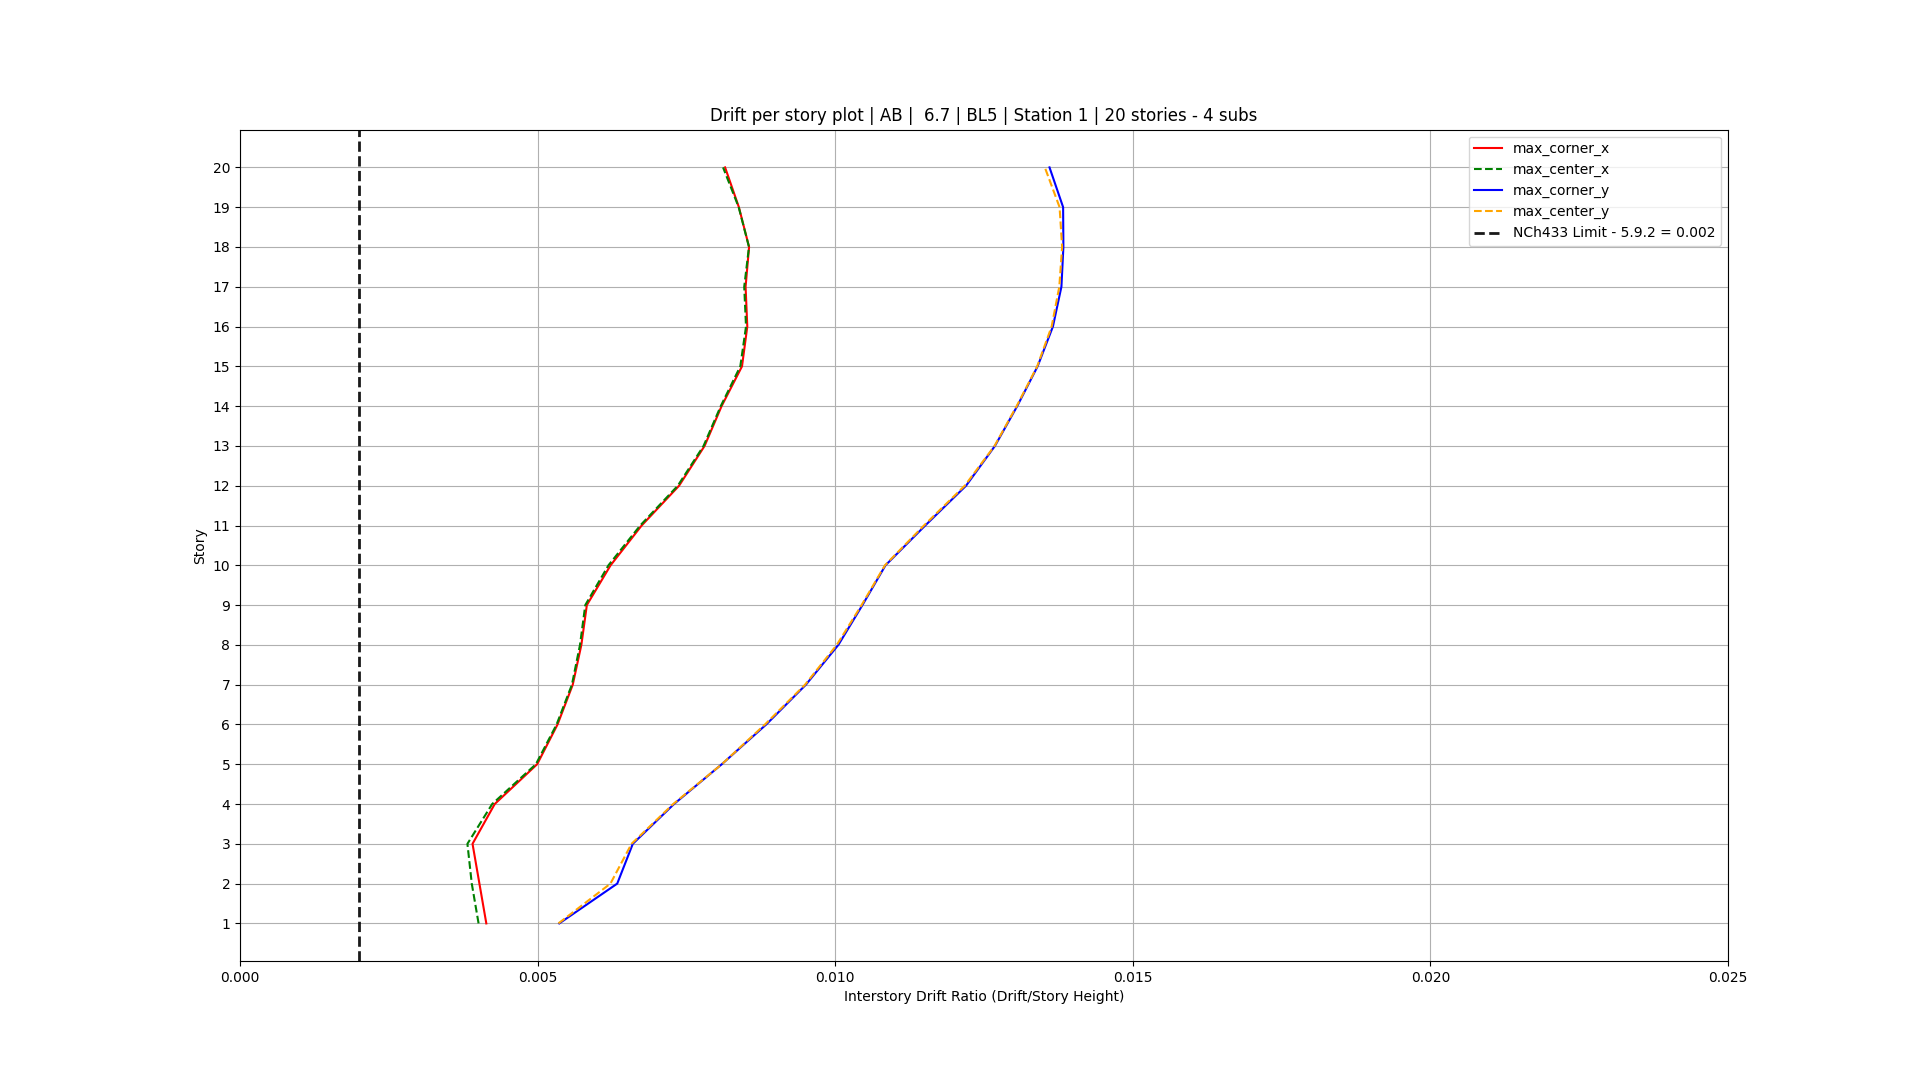 Drift per story plot | AB |  6.7 | BL5 | Station 1 | 20 stories - 4 subs
max_corner_x
max_center_x
max_corner_y
max_center_y
NCh433 Limit - 5.9.2 = 0.002
20
19
18
17
16
15
14
13
12
11
10
9
8
7
6
5
4
3
2
1
Story
0.000 0.005 0.010 0.015 0.020 0.025
Interstory Drift Ratio (Drift/Story Height)